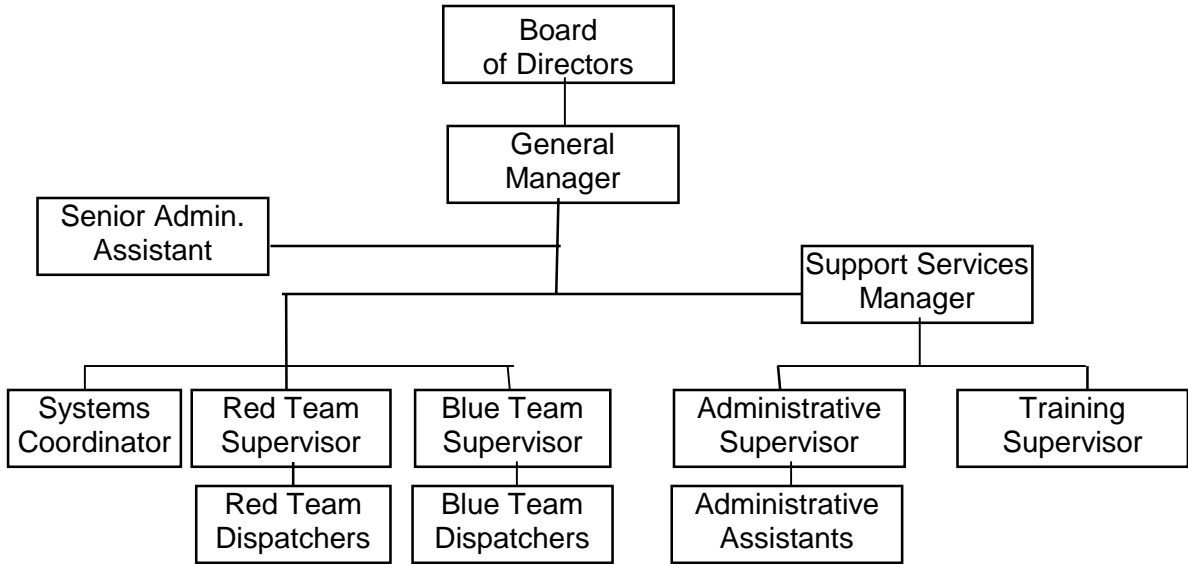 Board
of Directors
General
Manager
Senior Admin.
Assistant
Support Services
Manager
Systems
Coordinator
Red Team
Supervisor
Blue Team
Supervisor
Administrative
Supervisor
Training
Supervisor
Red Team
Dispatchers
Blue Team
Dispatchers
Administrative
Assistants